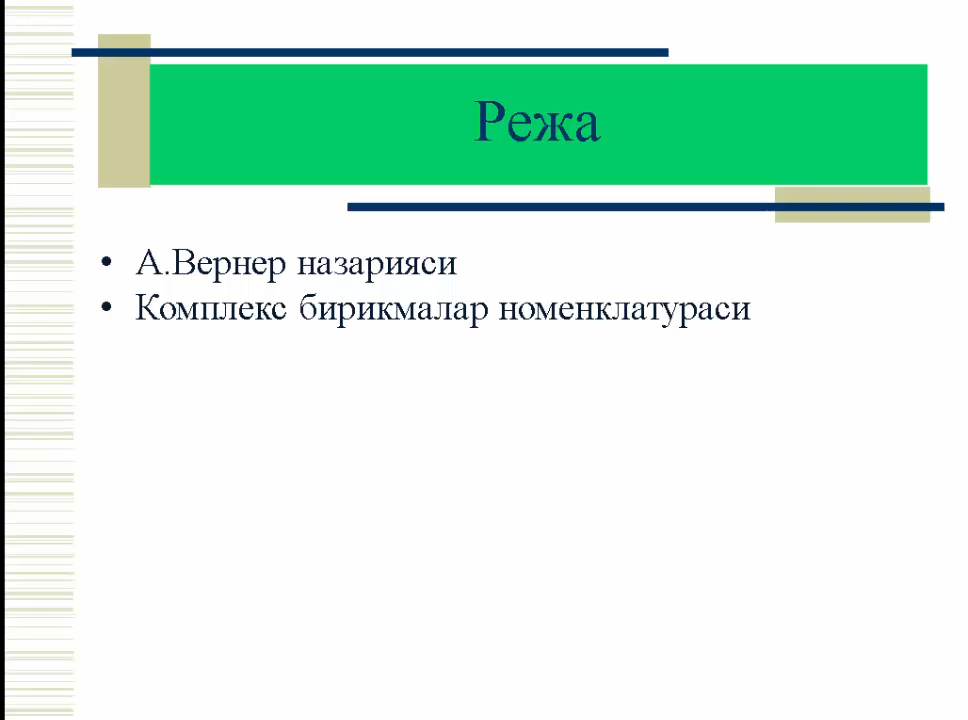 Режа
• А.Вернер назарияси
• Комплекс бирикмалар номенклатураси